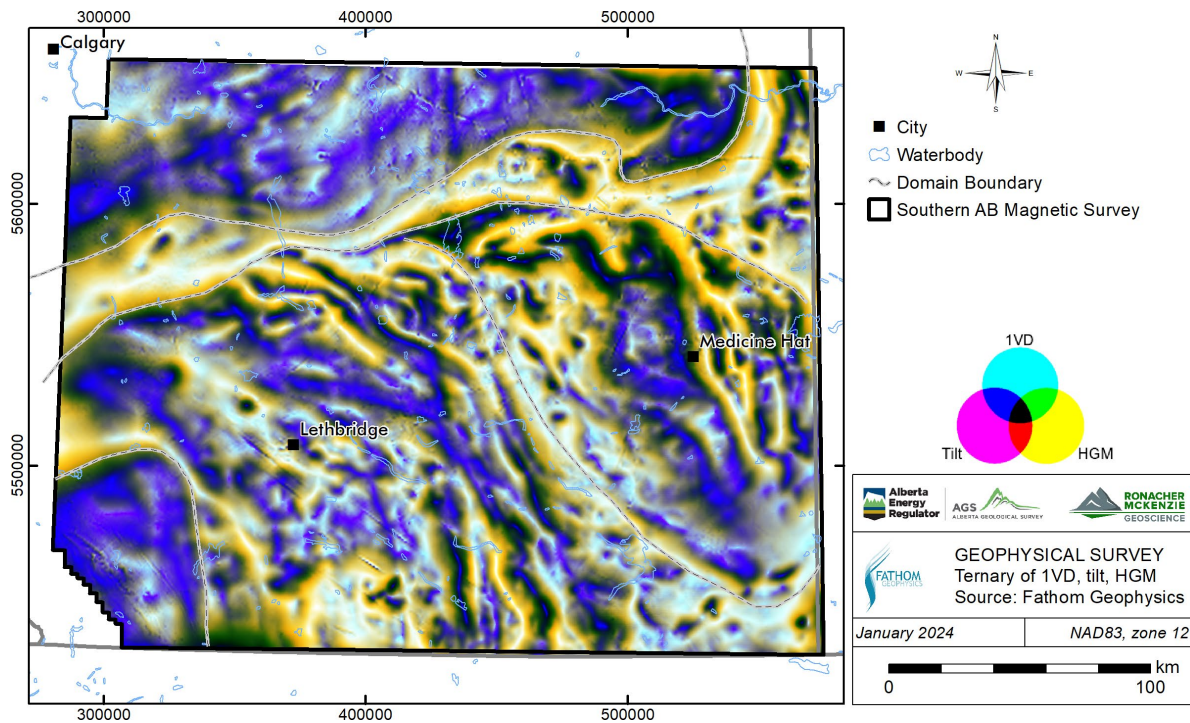 300000
400000
500000
Calgary
5600000
5500000
Medicine Hat
Lethbridge
300000
400000
500000
N
W
E
S
City
Waterbody
Domain Boundary
Southern AB Magnetic Survey
1VD
Tilt
HGM
Alberta
Energy
Regulator
AGS
ALBERTA GEOLOGICAL SURVEY
RONACHER
MCKENZIE
GEOSCIENCE
FATHOM
GEOPHYSICS
GEOPHYSICAL SURVEY
Ternary of 1VD, tilt, HGM
Source: Fathom Geophysics
January 2024
NAD83, zone 12
km
0
100